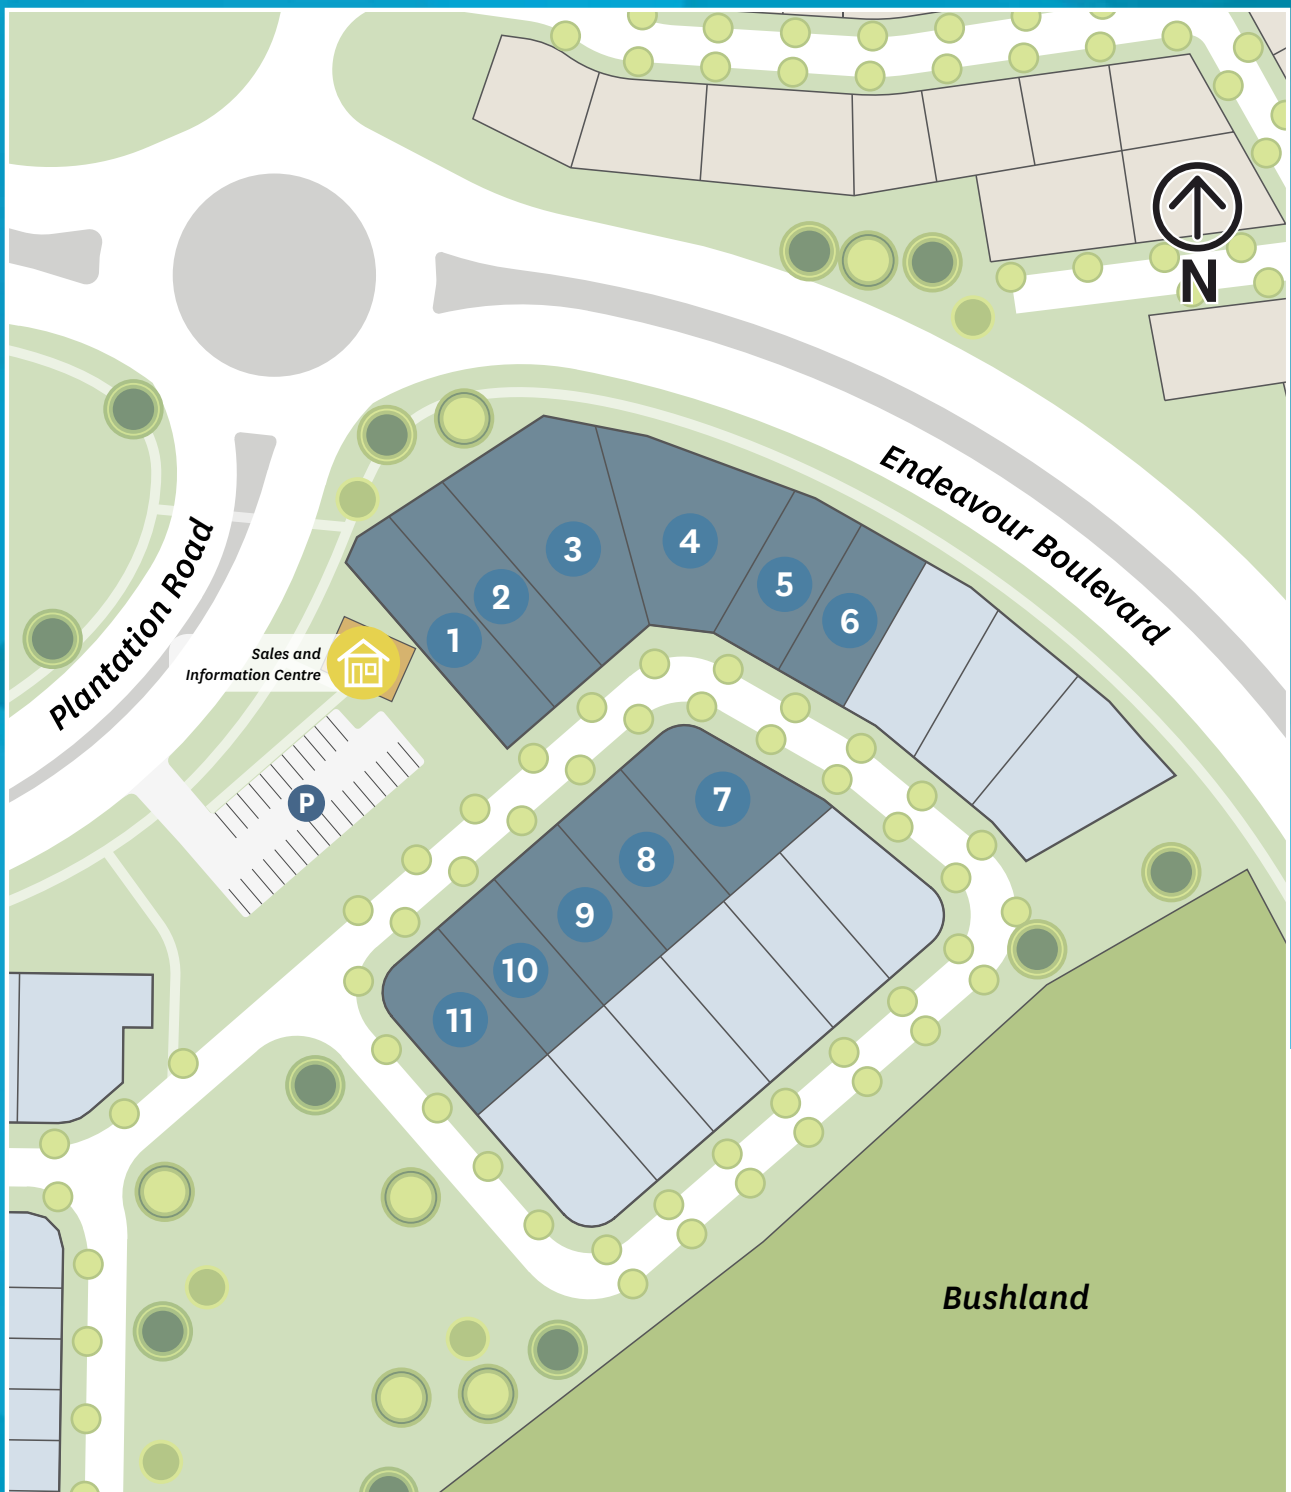 N
Endeavour Boulevard
Plantation Road
3
4
5
2
6
1
Sales and
Information Centre
P
7
8
9
10
11
Bushland